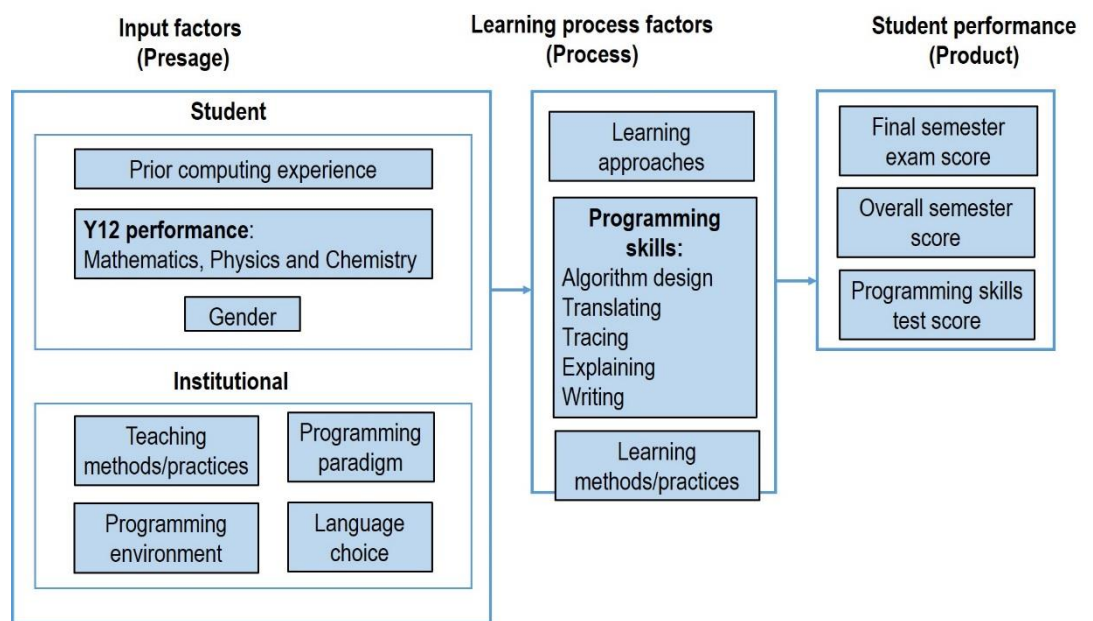 Input factors
(Presage)
Learning process factors
(Process)
Student performance
(Product)
Student
Prior computing experience
Y12 performance:
Mathematics, Physics and Chemistry
Gender
Institutional
Teaching
methods/practices
Programming
paradigm
Programming
environment
Language
choice
Learning
approaches
Programming
skills:
Algorithm design
Translating
Tracing
Explaining
Writing
Learning
methods/practices
Final semester
exam score
Overall semester
score
Programming skills
test score